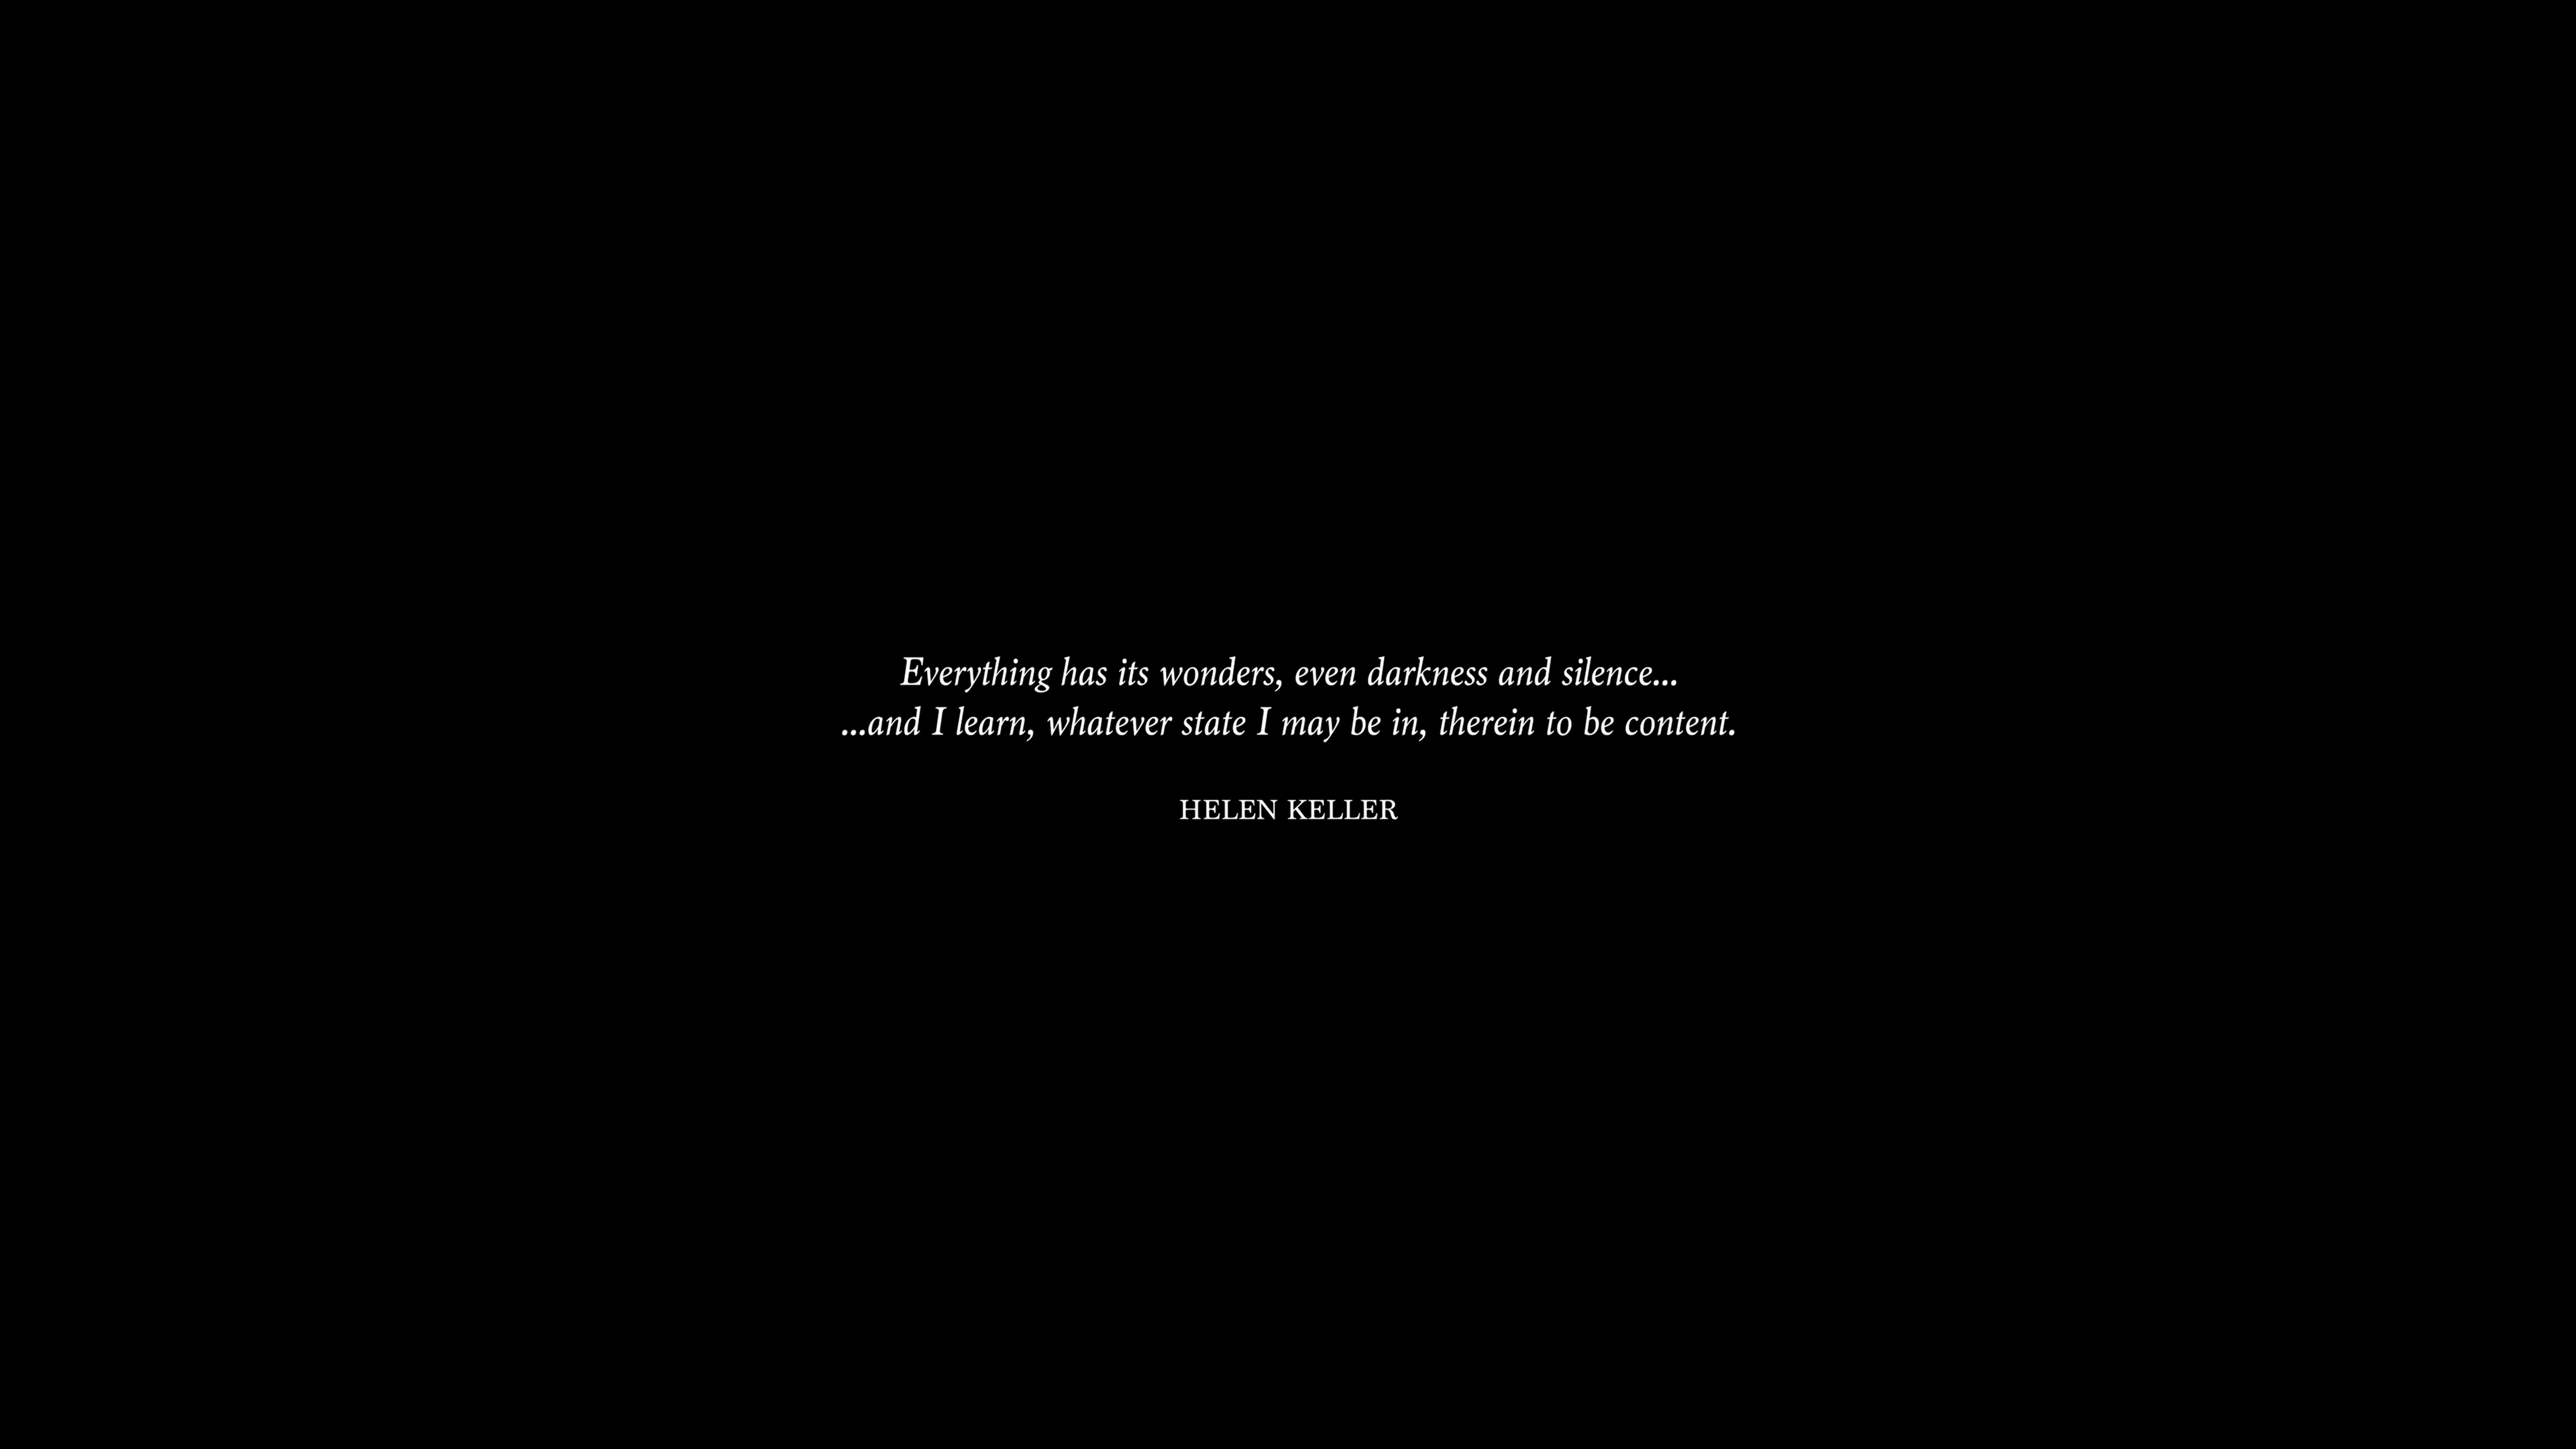 Everything has its wonders, even darkness and silence...
...and I learn, whatever state I may be in, therein to be content.
HELEN KELLER